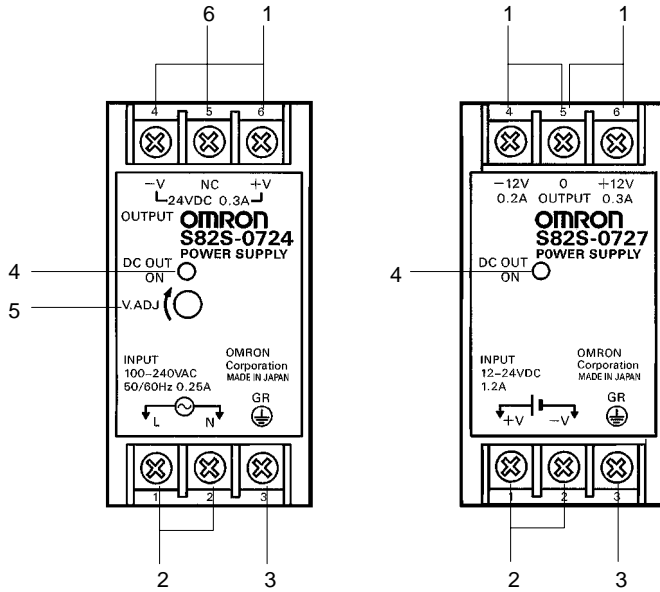 6 1
4 5 6
–V NC +V
24VDC 0.3A
OUTPUT
OMRON
S82S-0724
POWER SUPPLY
DC OUT
ON
4
5
V.ADJ
INPUT
100–240VAC
50/60Hz 0.25A
OMRON
Corporation
MADE IN JAPAN
L N
GR
1 2 3
2 3
1 1
4 5 6
–12V 0 +12V
0.2A OUTPUT 0.3A
OMRON
S82S-0727
POWER SUPPLY
DC OUT
ON
4
INPUT
12–24VDC
1.2A
OMRON
Corporation
MADE IN JAPAN
+V –V
GR
1 2 3
2 3